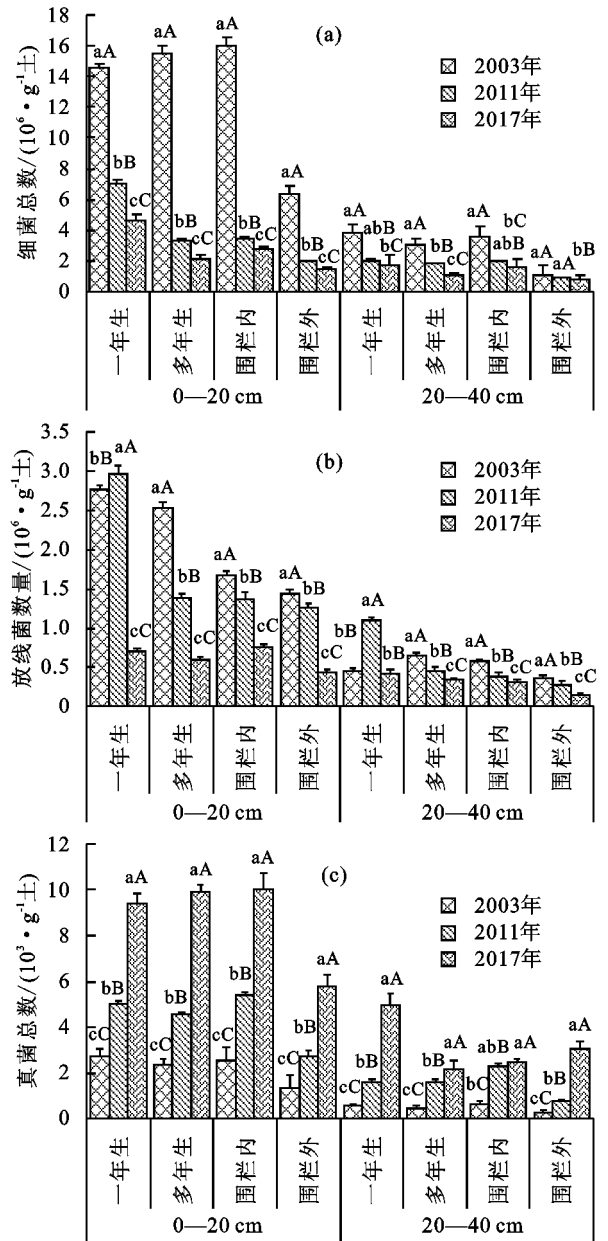 (a)
细菌总数/(10⁶·g⁻¹土)
18
16
14
12
10
8
6
4
2
0
2003年
2011年
2017年
aA bB cC aA bB cC aA bB cC aA bB cC aA abB bC aA bB cC aA abB bC aA aA bB
一年生 多年生 围栏内 围栏外 一年生 多年生 围栏内 围栏外
0—20 cm 20—40 cm
(b)
放线菌数量/(10⁶·g⁻¹土)
3.5
3.0
2.5
2.0
1.5
1.0
0.5
0
2003年
2011年
2017年
bB aA cC aA bB cC aA bB cC aA bB cC bB aA bB aA bB cC aA bB cC aA bB cC
一年生 多年生 围栏内 围栏外 一年生 多年生 围栏内 围栏外
0—20 cm 20—40 cm
(c)
真菌总数/(10³·g⁻¹土)
12
10
8
6
4
2
0
2003年
2011年
2017年
cC bB aA cC bB aA cC bB aA cC bB aA cC bB aA cC bB aA bC abB aA cC bB aA
一年生 多年生 围栏内 围栏外 一年生 多年生 围栏内 围栏外
0—20 cm 20—40 cm